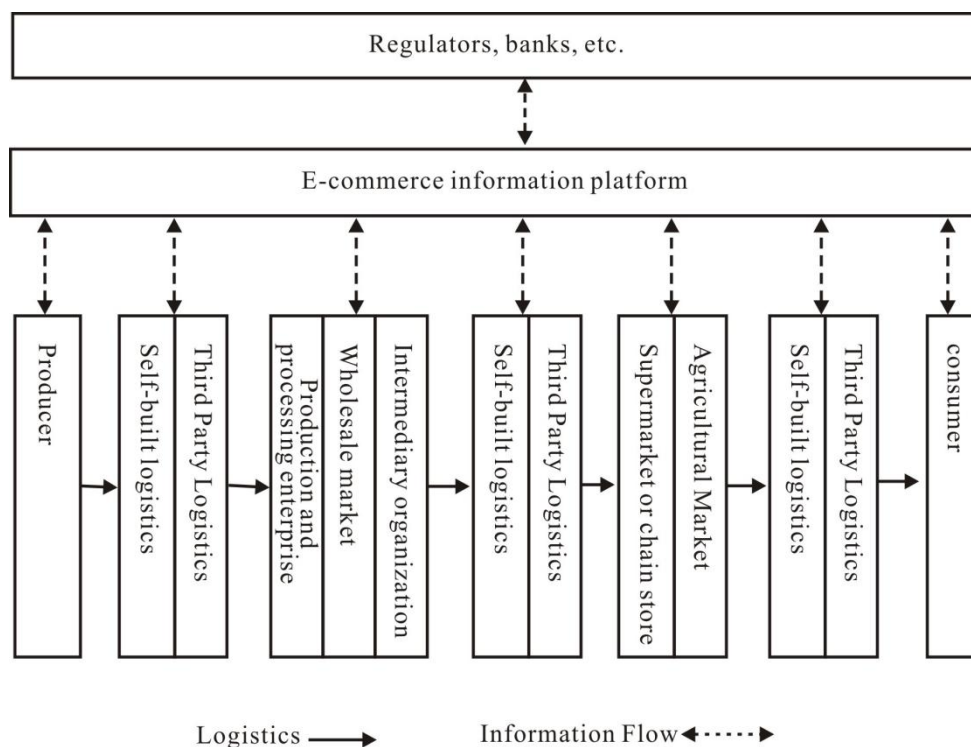 Regulators, banks, etc.
E-commerce information platform
Producer
Self-built logistics
Third Party Logistics
Production and
processing enterprise
Wholesale market
Intermediary organization
Self-built logistics
Third Party Logistics
Supermarket or chain store
Agricultural Market
Self-built logistics
Third Party Logistics
consumer
Logistics
Information Flow